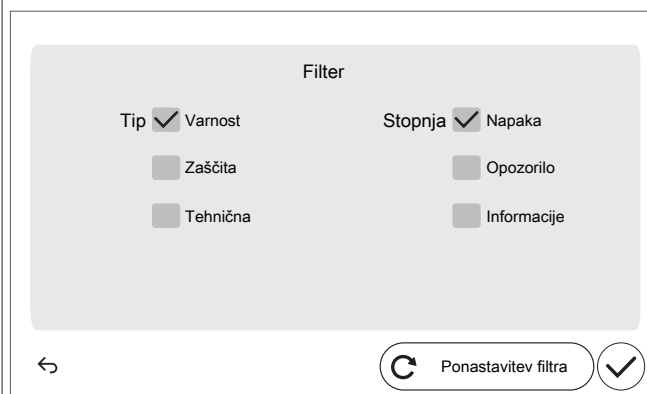 Filter
Tip Varnost Stopnja Napaka
Zaščita Opozorilo
Tehnična Informacije
Ponastavitev filtra